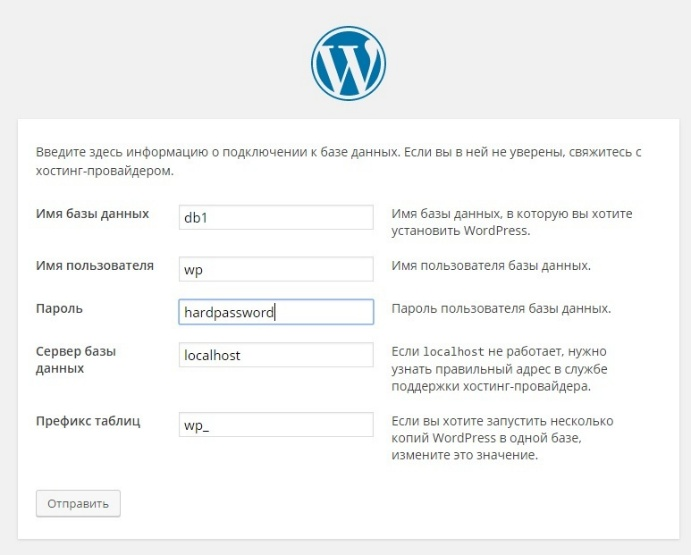 Введите здесь информацию о подключении к базе данных. Если вы в ней не уверены, свяжитесь с
хостинг-провайдером.
Имя базы данных
db1
Имя базы данных, в которую вы хотите
установить WordPress.
Имя пользователя
wp
Имя пользователя базы данных.
Пароль
hardpassword
Пароль пользователя базы данных.
Сервер базы
данных
localhost
Если localhost не работает, нужно
узнать правильный адрес в службе
поддержки хостинг-провайдера.
Префикс таблиц
wp_
Если вы хотите запустить несколько
копий WordPress в одной базе,
измените это значение.
Отправить